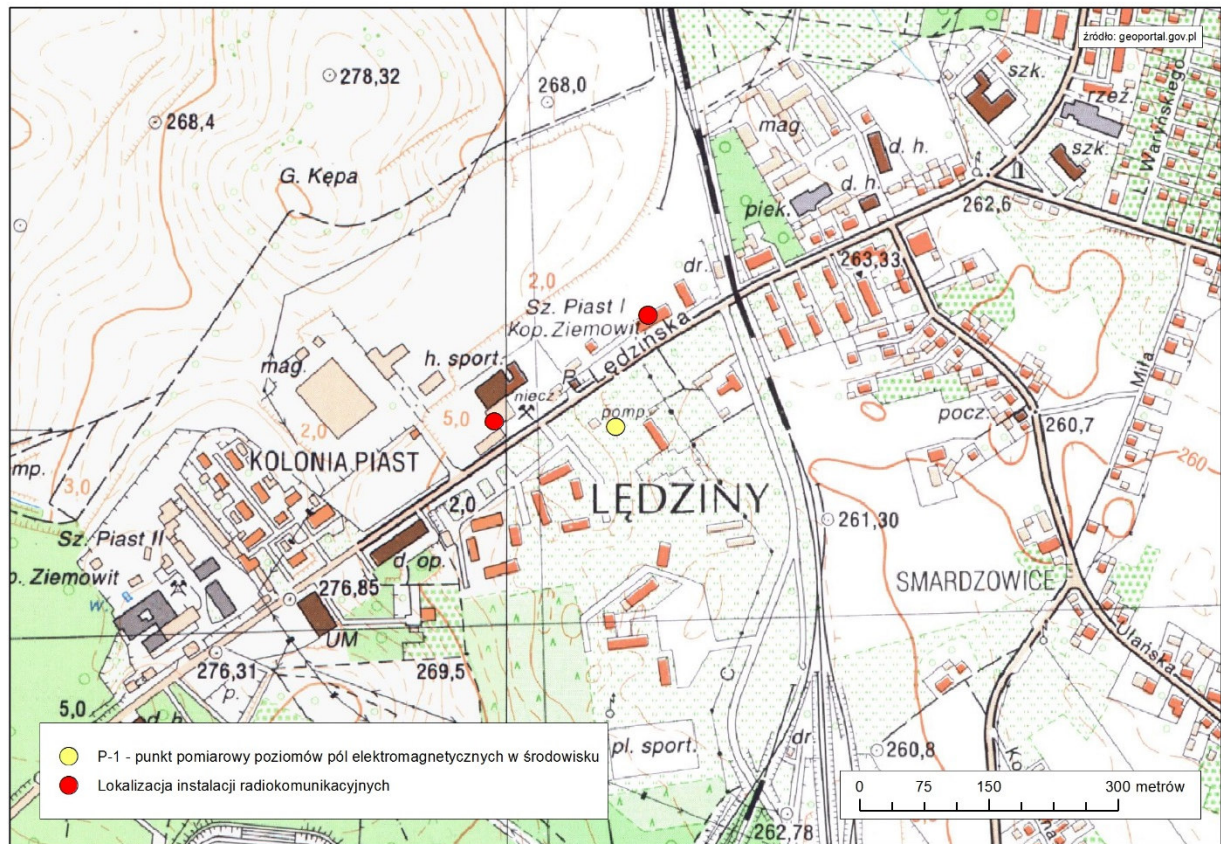 źródło: geoportal.gov.pl
278,32
268,0
268,4
szk.
rzeź.
Waryńskiego
mag.
d. h.
szk.
G. Kępa
d. h.
piek.
262,6
263,33
dr.
2,0
Sz. Piast I
Kop. Ziemowit
Lędzińska
mag.
h. sport.
niecz.
pomp.
5,0
2,0
Miła
pocz.
260,7
260
KOLONIA PIAST
mp.
3,0
2,0
LĘDZINY
261,30
Sz. Piast II
p. Ziemowit
d. op.
SMARDZOWICE
w.
276,85
UM
Ułańska
276,31
269,5
p.
5,0
d. h.
pl. sport.
dr.
260,8
262,78
P-1 - punkt pomiarowy poziomów pól elektromagnetycznych w środowisku
Lokalizacja instalacji radiokomunikacyjnych
0 75 150 300 metrów